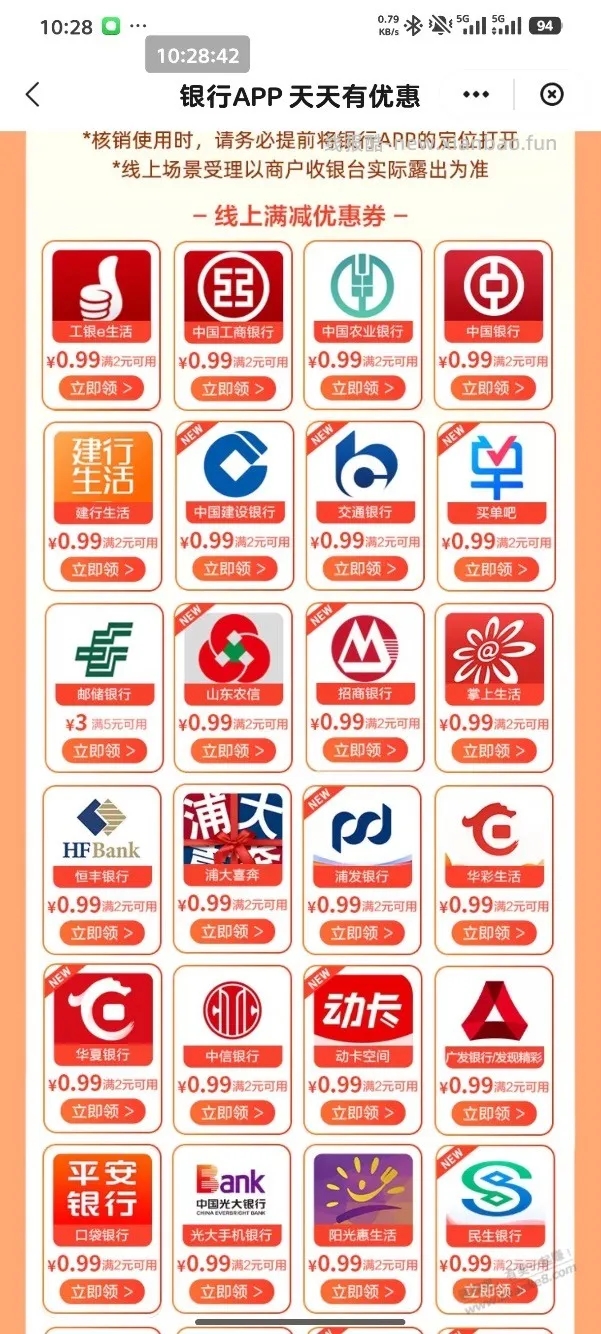 10:28 ...
0.79
KB/s
5G
5G
94
10:28:42
银行APP 天天有优惠
*核销使用时，请务必提前将银行APP的定位打开
new.xianbao.fun
*线上场景受理以商户收银台实际露出为准
– 线上满减优惠券 –
工银e生活 中国工商银行 中国农业银行 中国银行
¥0.99满2元可用 ¥0.99满2元可用 ¥0.99满2元可用 ¥0.99满2元可用
立即领 > 立即领 > 立即领 > 立即领 >
NEW NEW NEW
建行
生活
建行生活 中国建设银行 交通银行 买单吧
¥0.99满2元可用 ¥0.99满2元可用 ¥0.99满2元可用 ¥0.99满2元可用
立即领 > 立即领 > 立即领 > 立即领 >
NEW NEW
邮储银行 山东农信 招商银行 掌上生活
¥3 满5元可用 ¥0.99满2元可用 ¥0.99满2元可用 ¥0.99满2元可用
立即领 > 立即领 > 立即领 > 立即领 >
NEW
HFBank 浦大
恒丰银行 浦大喜奔 浦发银行 华彩生活
¥0.99满2元可用 ¥0.99满2元可用 ¥0.99满2元可用 ¥0.99满2元可用
立即领 > 立即领 > 立即领 > 立即领 >
NEW NEW
动卡
华夏银行 中信银行 动卡空间 广发银行/发现精彩
¥0.99满2元可用 ¥0.99满2元可用 ¥0.99满2元可用 ¥0.99满2元可用
立即领 > 立即领 > 立即领 > 立即领 >
NEW
平安 Bank
银行 中国光大银行
CHINA EVERBRIGHT BANK
口袋银行 光大手机银行 阳光惠生活 民生银行
¥0.99满2元可用 ¥0.99满2元可用 ¥0.99满2元可用 ¥0.99满2元可用
立即领 > 立即领 > 立即领 > 立即领 >